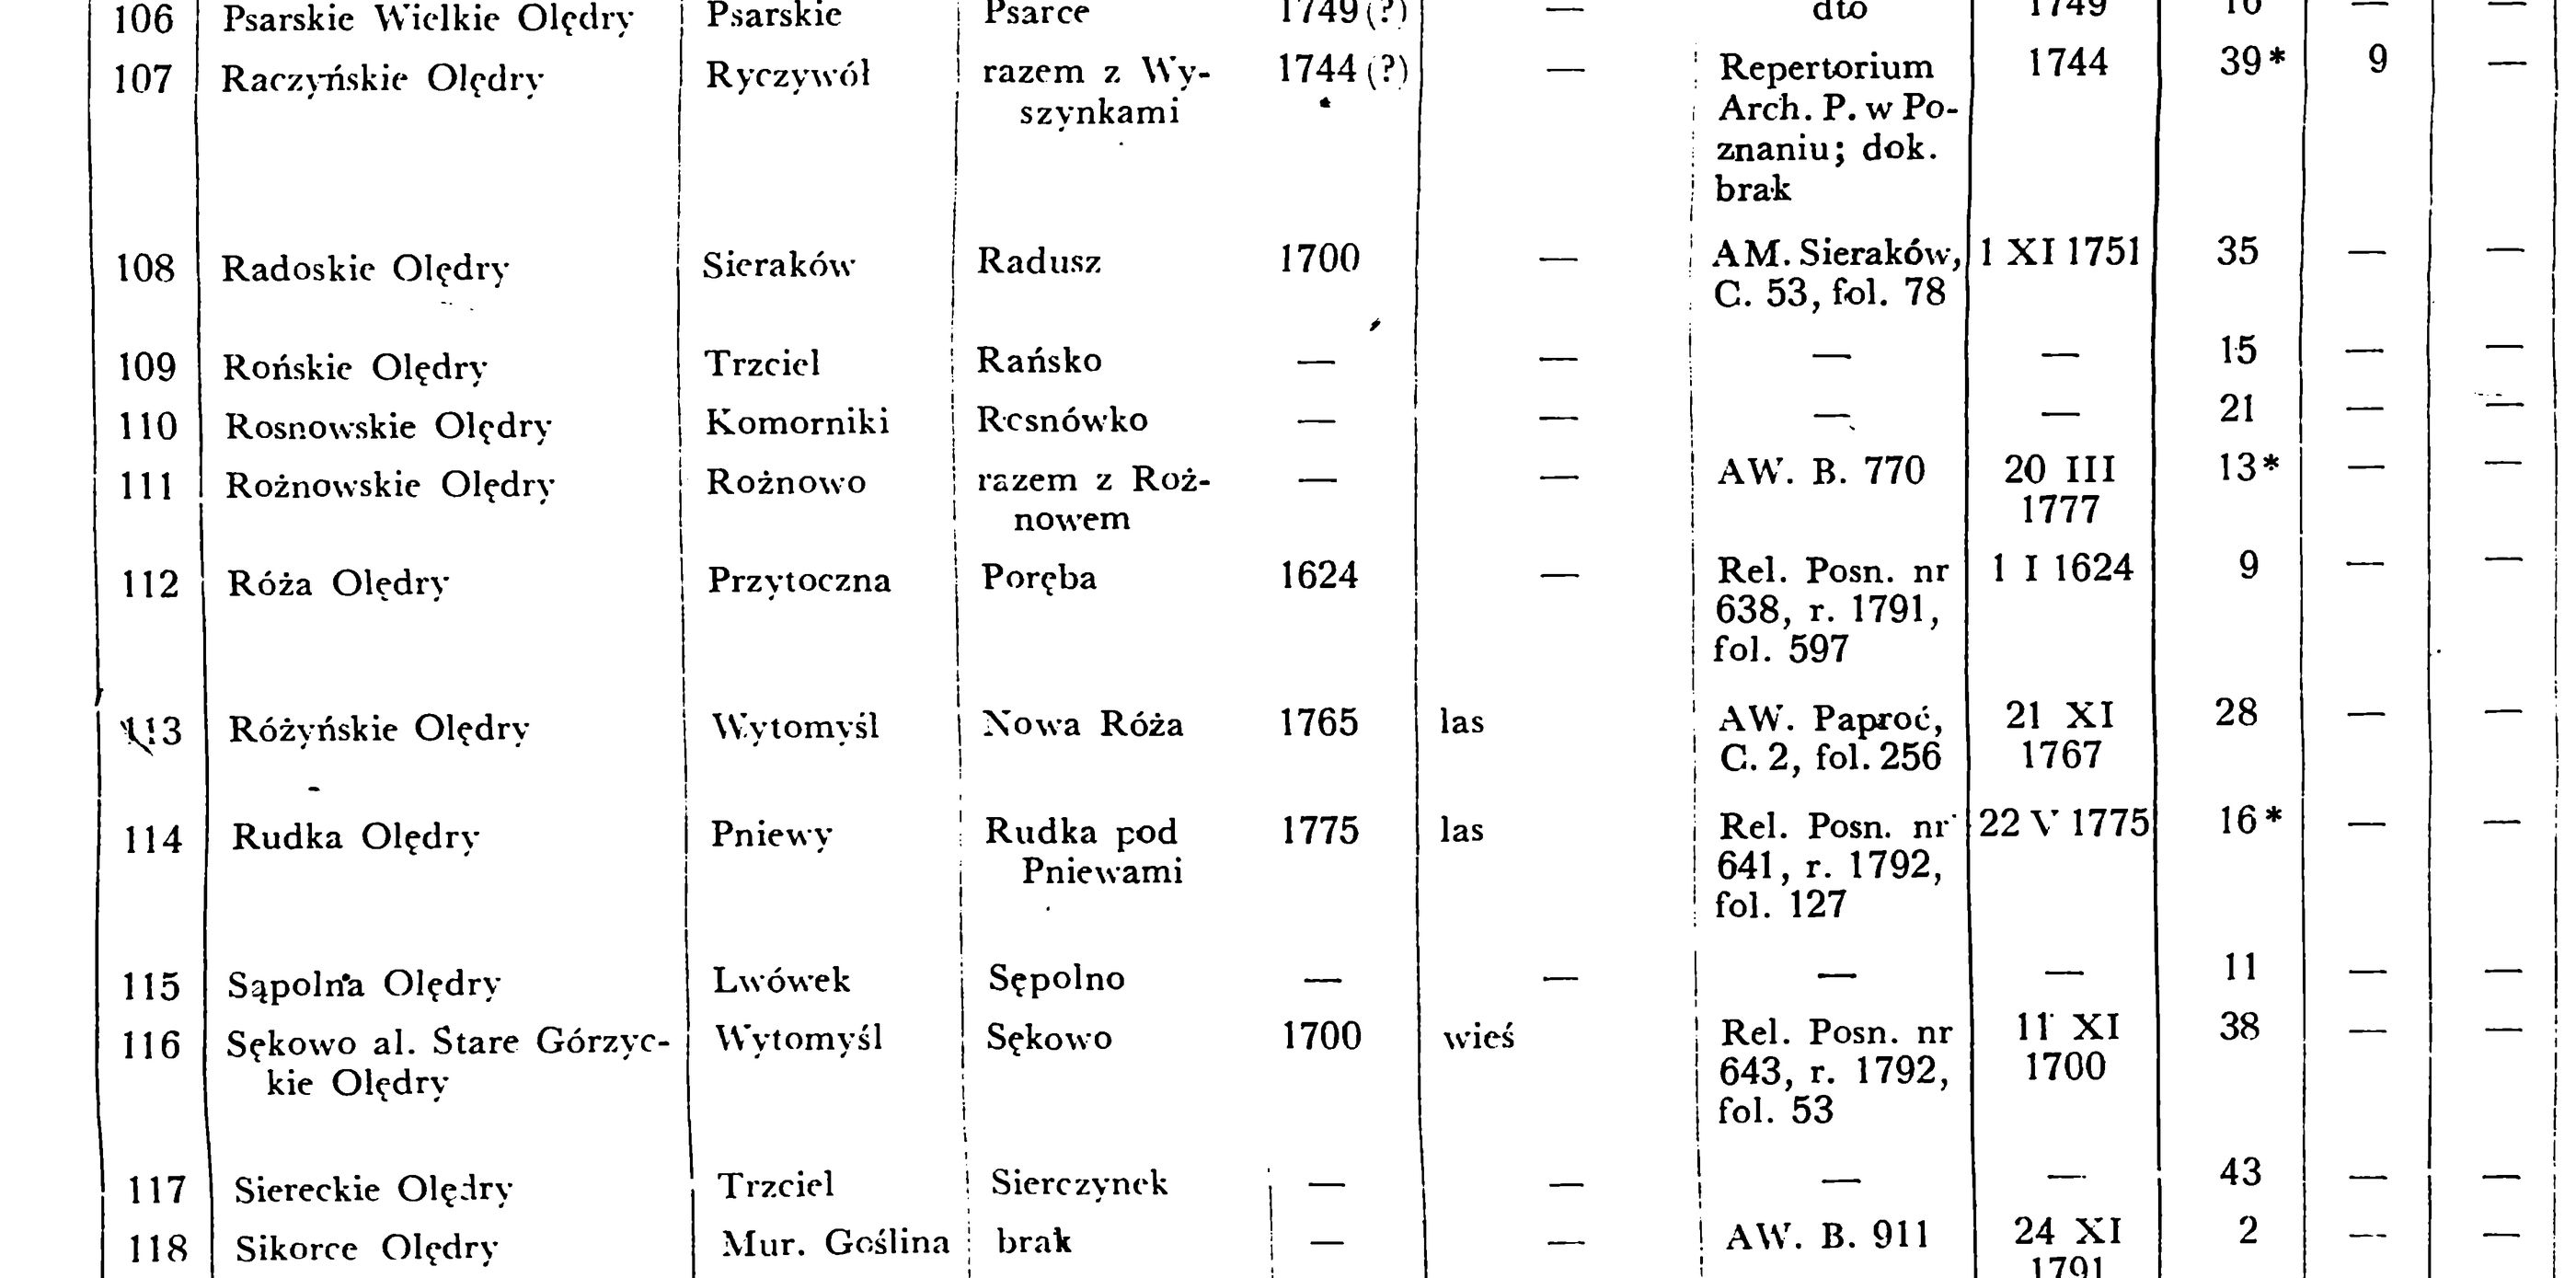 106 Psarskie Wielkie Olędry Psarskie Psarce 1749 (?) — dto 1749 16 — —
107 Raczyńskie Olędry Ryczywół razem z Wy- 1744 (?) — Repertorium 1744 39* 9 —
szynkami Arch. P. w Po-
znaniu; dok.
brak
108 Radoskie Olędry Sieraków Radusz 1700 — AM. Sieraków, 1 XI 1751 35 — —
C. 53, fol. 78
109 Rońskie Olędry Trzciel Rańsko — — — — 15 — —
110 Rosnowskie Olędry Komorniki Rosnówko — — — — 21 — —
111 Rożnowskie Olędry Rożnowo razem z Roż- — — AW. B. 770 20 III 13* — —
nowem 1777
112 Róża Olędry Przytoczna Poręba 1624 — Rel. Posn. nr 1 I 1624 9 — —
638, r. 1791,
fol. 597
113 Różyńskie Olędry Wytomyśl Nowa Róża 1765 las AW. Paproć, 21 XI 28 — —
C. 2, fol. 256 1767
114 Rudka Olędry Pniewy Rudka pod 1775 las Rel. Posn. nr 22 V 1775 16* — —
Pniewami 641, r. 1792,
fol. 127
115 Sąpolna Olędry Lwówek Sępolno — — — — 11 — —
116 Sękowo al. Stare Górzyc- Wytomyśl Sękowo 1700 wieś Rel. Posn. nr 11 XI 38 — —
kie Olędry 643, r. 1792, 1700
fol. 53
117 Siereckie Olędry Trzciel Sierczynek — — — — 43 — —
118 Sikorce Olędry Mur. Goślina brak — — AW. B. 911 24 XI 2 — —
1791